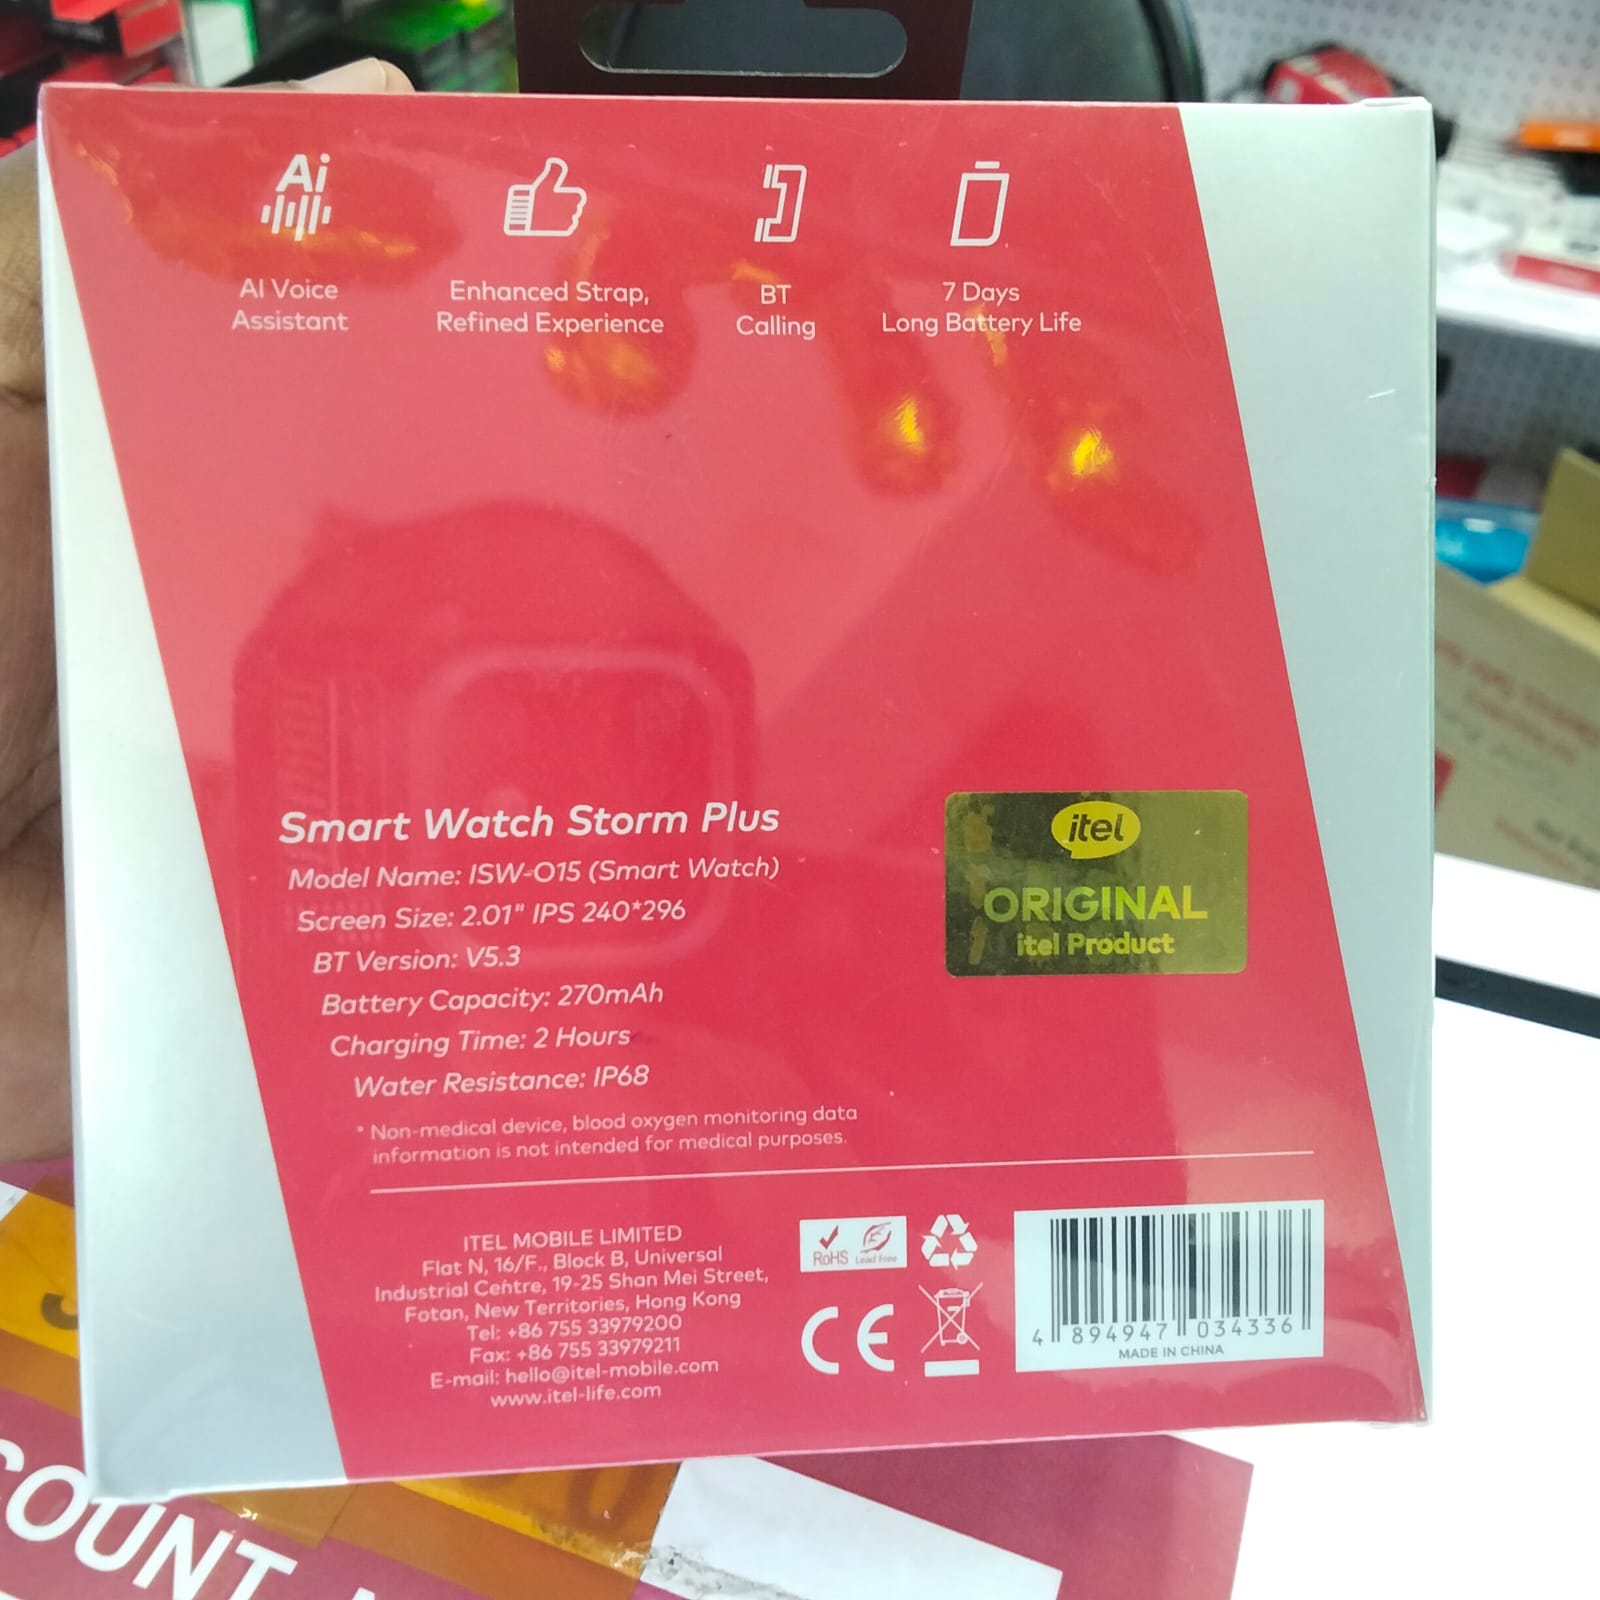 Ai
AI Voice
Assistant
Enhanced Strap,
Refined Experience
BT
Calling
7 Days
Long Battery Life
Smart Watch Storm Plus
Model Name: ISW-O15 (Smart Watch)
Screen Size: 2.01" IPS 240*296
BT Version: V5.3
Battery Capacity: 270mAh
Charging Time: 2 Hours
Water Resistance: IP68
* Non-medical device, blood oxygen monitoring data
information is not intended for medical purposes.
itel
ORIGINAL
itel Product
ITEL MOBILE LIMITED
Flat N, 16/F., Block B, Universal
Industrial Centre, 19-25 Shan Mei Street,
Fotan, New Territories, Hong Kong
Tel: +86 755 33979200
Fax: +86 755 33979211
E-mail: hello@itel-mobile.com
www.itel-life.com
RoHS Lead Free
CE
4 894947 034336
MADE IN CHINA
COUNT